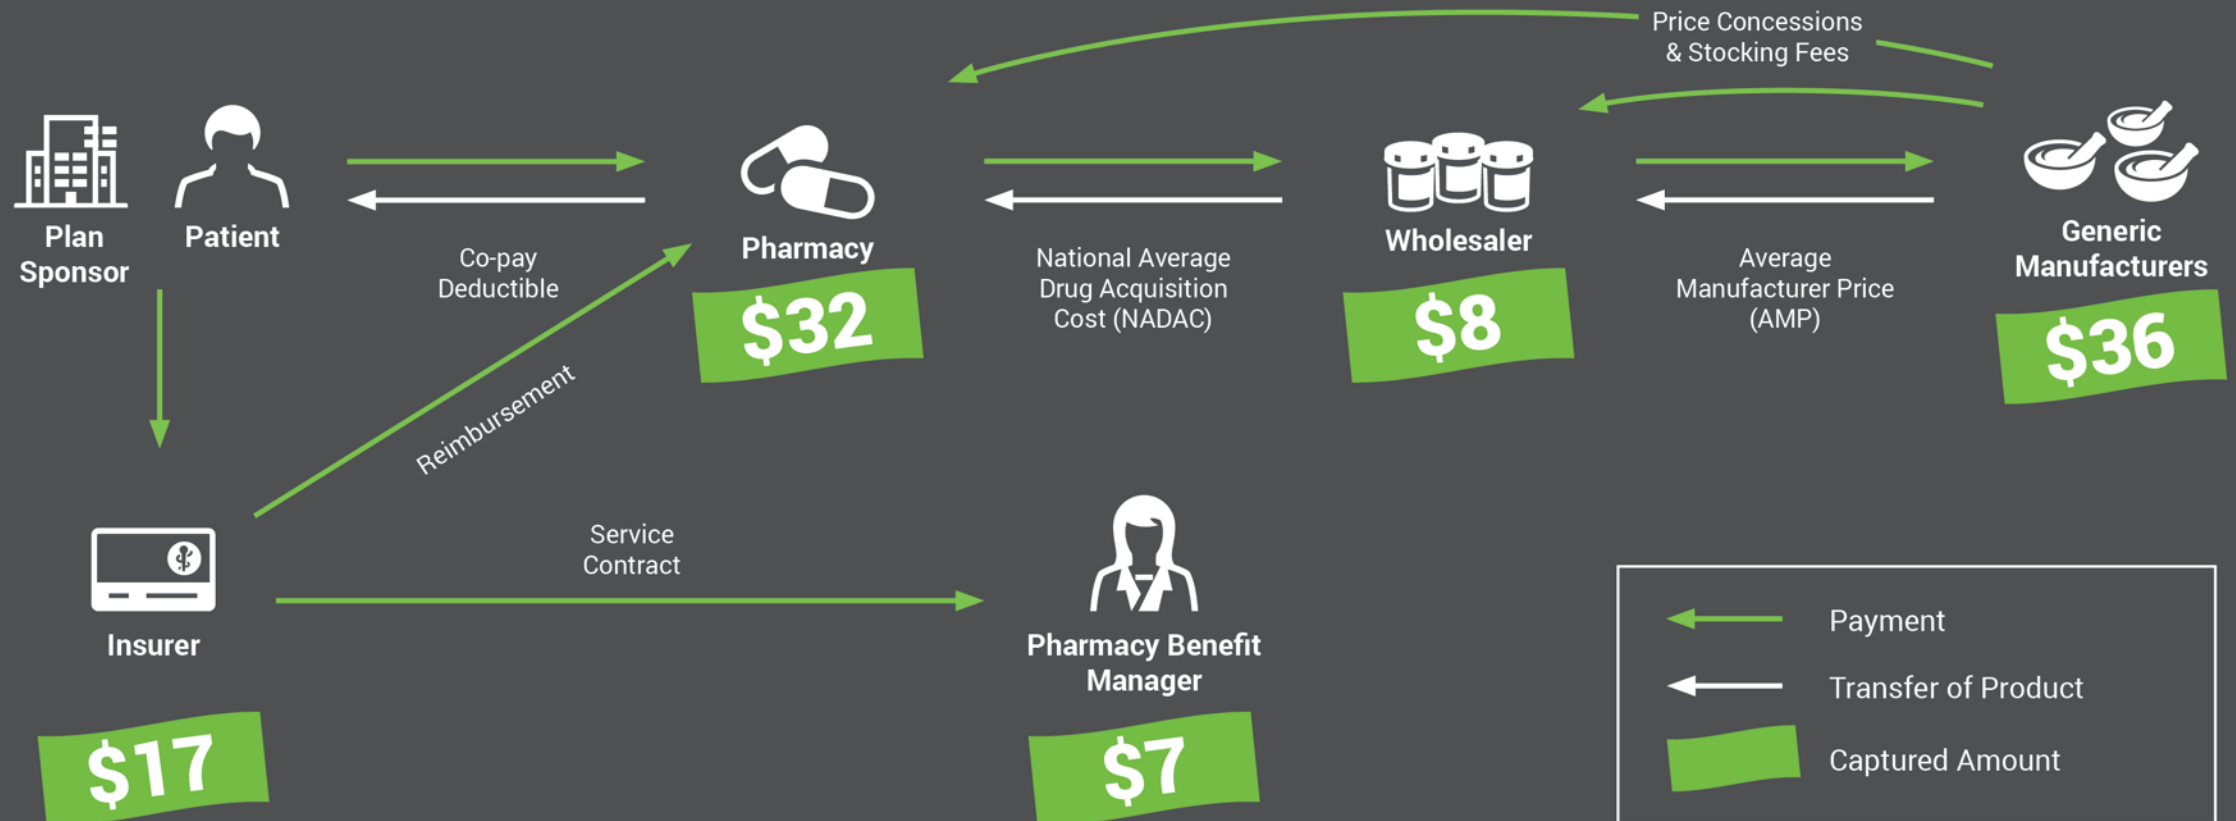 Price Concessions
& Stocking Fees
Plan
Sponsor
Patient
Co-pay
Deductible
Pharmacy
$32
National Average
Drug Acquisition
Cost (NADAC)
Wholesaler
$8
Average
Manufacturer Price
(AMP)
Generic
Manufacturers
$36
Reimbursement
Insurer
$17
Service
Contract
Pharmacy Benefit
Manager
$7
Payment
Transfer of Product
Captured Amount